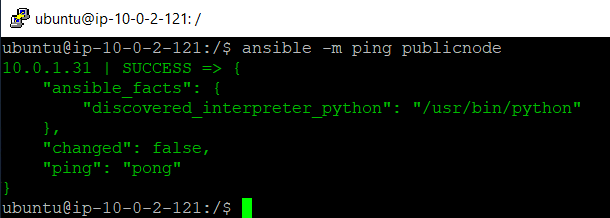 ubuntu@ip-10-0-2-121: /
ubuntu@ip-10-0-2-121:/$ ansible -m ping publicnode
10.0.1.31 | SUCCESS => {
    "ansible_facts": {
        "discovered_interpreter_python": "/usr/bin/python"
    },
    "changed": false,
    "ping": "pong"
}
ubuntu@ip-10-0-2-121:/$